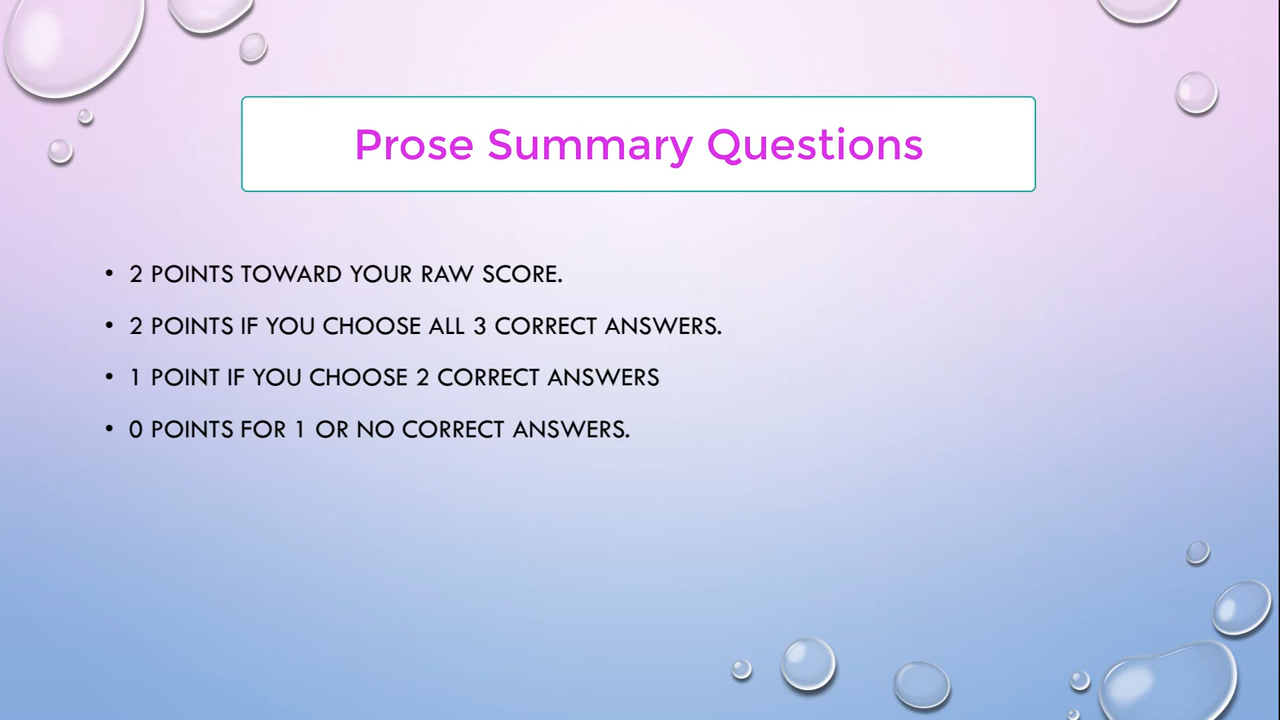 Prose Summary Questions
• 2 POINTS TOWARD YOUR RAW SCORE.
• 2 POINTS IF YOU CHOOSE ALL 3 CORRECT ANSWERS.
• 1 POINT IF YOU CHOOSE 2 CORRECT ANSWERS
• 0 POINTS FOR 1 OR NO CORRECT ANSWERS.